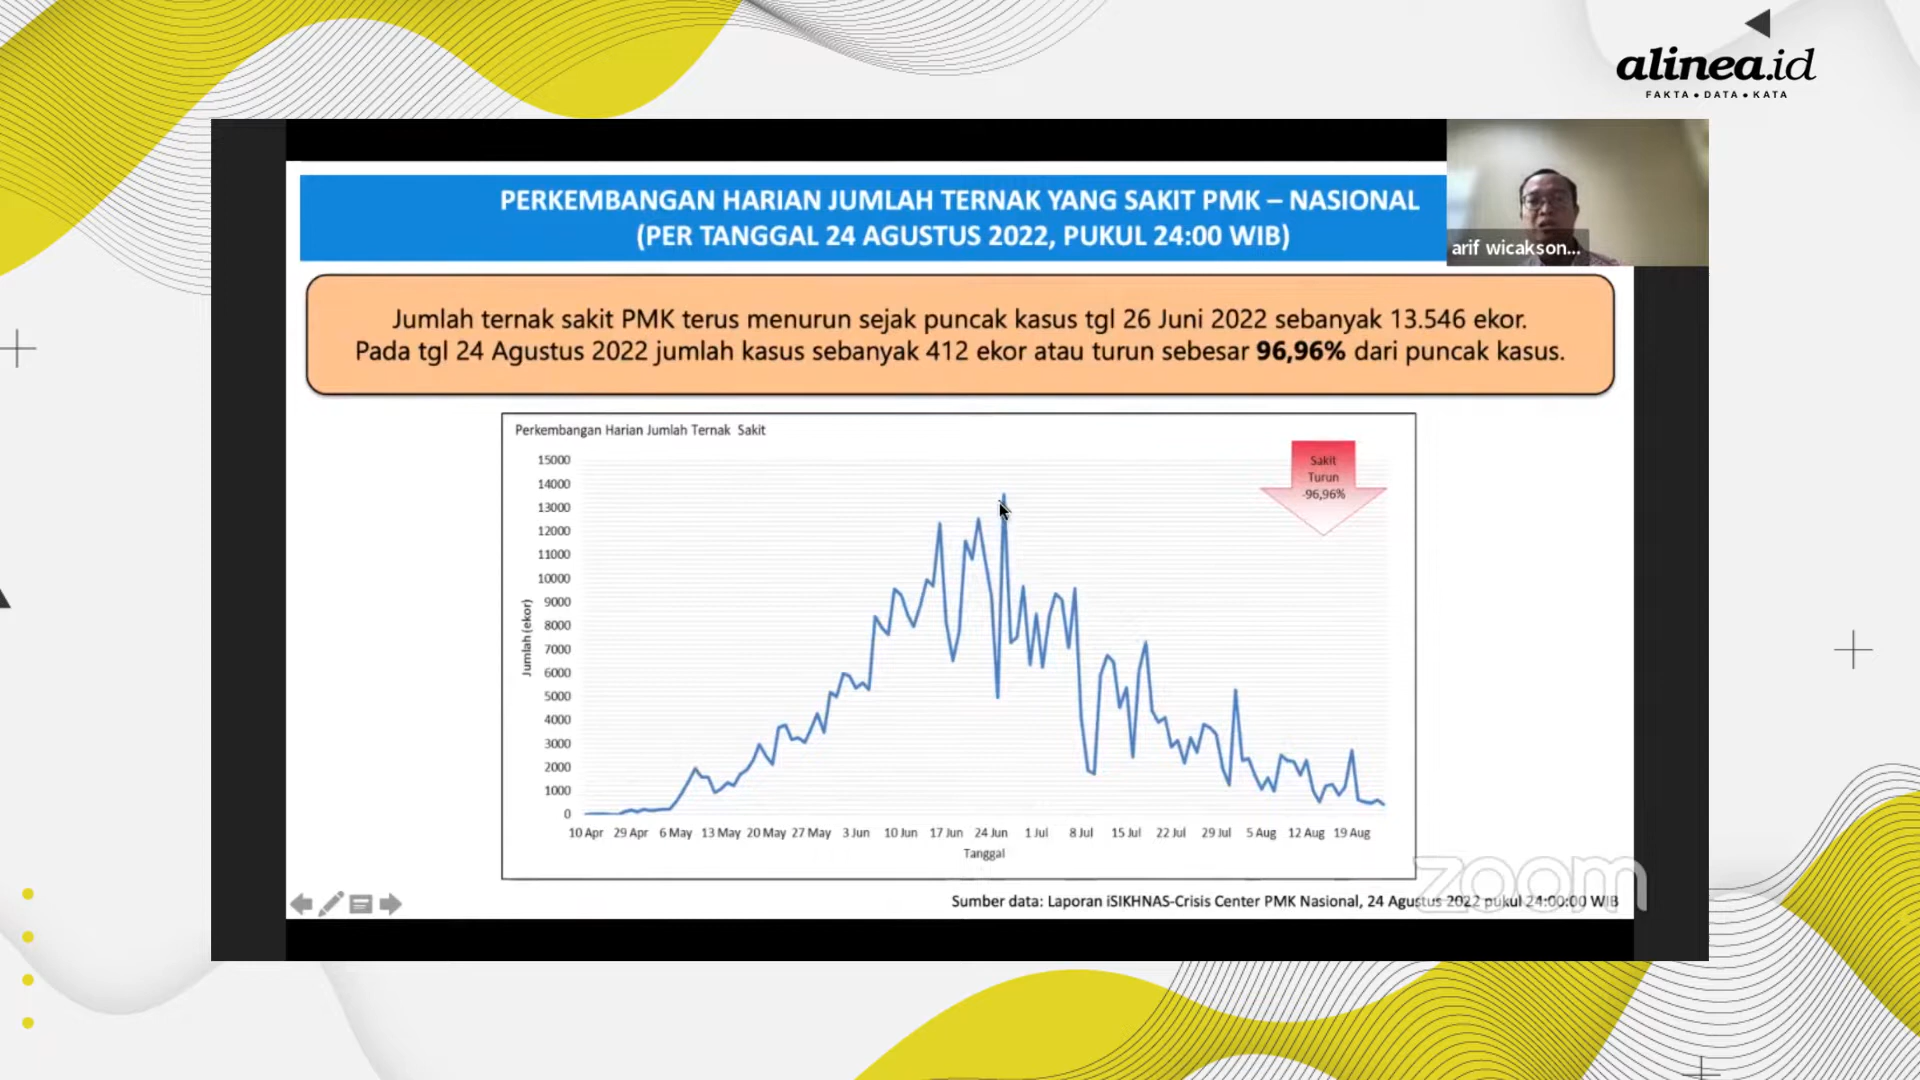 alinea.id
FAKTA • DATA • KATA
PERKEMBANGAN HARIAN JUMLAH TERNAK YANG SAKIT PMK – NASIONAL
(PER TANGGAL 24 AGUSTUS 2022, PUKUL 24:00 WIB)
arif wicakson...
Jumlah ternak sakit PMK terus menurun sejak puncak kasus tgl 26 Juni 2022 sebanyak 13.546 ekor.
Pada tgl 24 Agustus 2022 jumlah kasus sebanyak 412 ekor atau turun sebesar 96,96% dari puncak kasus.
Perkembangan Harian Jumlah Ternak Sakit
Sakit
Turun
-96,96%
15000
14000
13000
12000
11000
10000
9000
8000
7000
6000
5000
4000
3000
2000
1000
0
Jumlah (ekor)
10 Apr 29 Apr 6 May 13 May 20 May 27 May 3 Jun 10 Jun 17 Jun 24 Jun 1 Jul 8 Jul 15 Jul 22 Jul 29 Jul 5 Aug 12 Aug 19 Aug
Tanggal
zoom
Sumber data: Laporan iSIKHNAS-Crisis Center PMK Nasional, 24 Agustus 2022 pukul 24:00:00 WIB